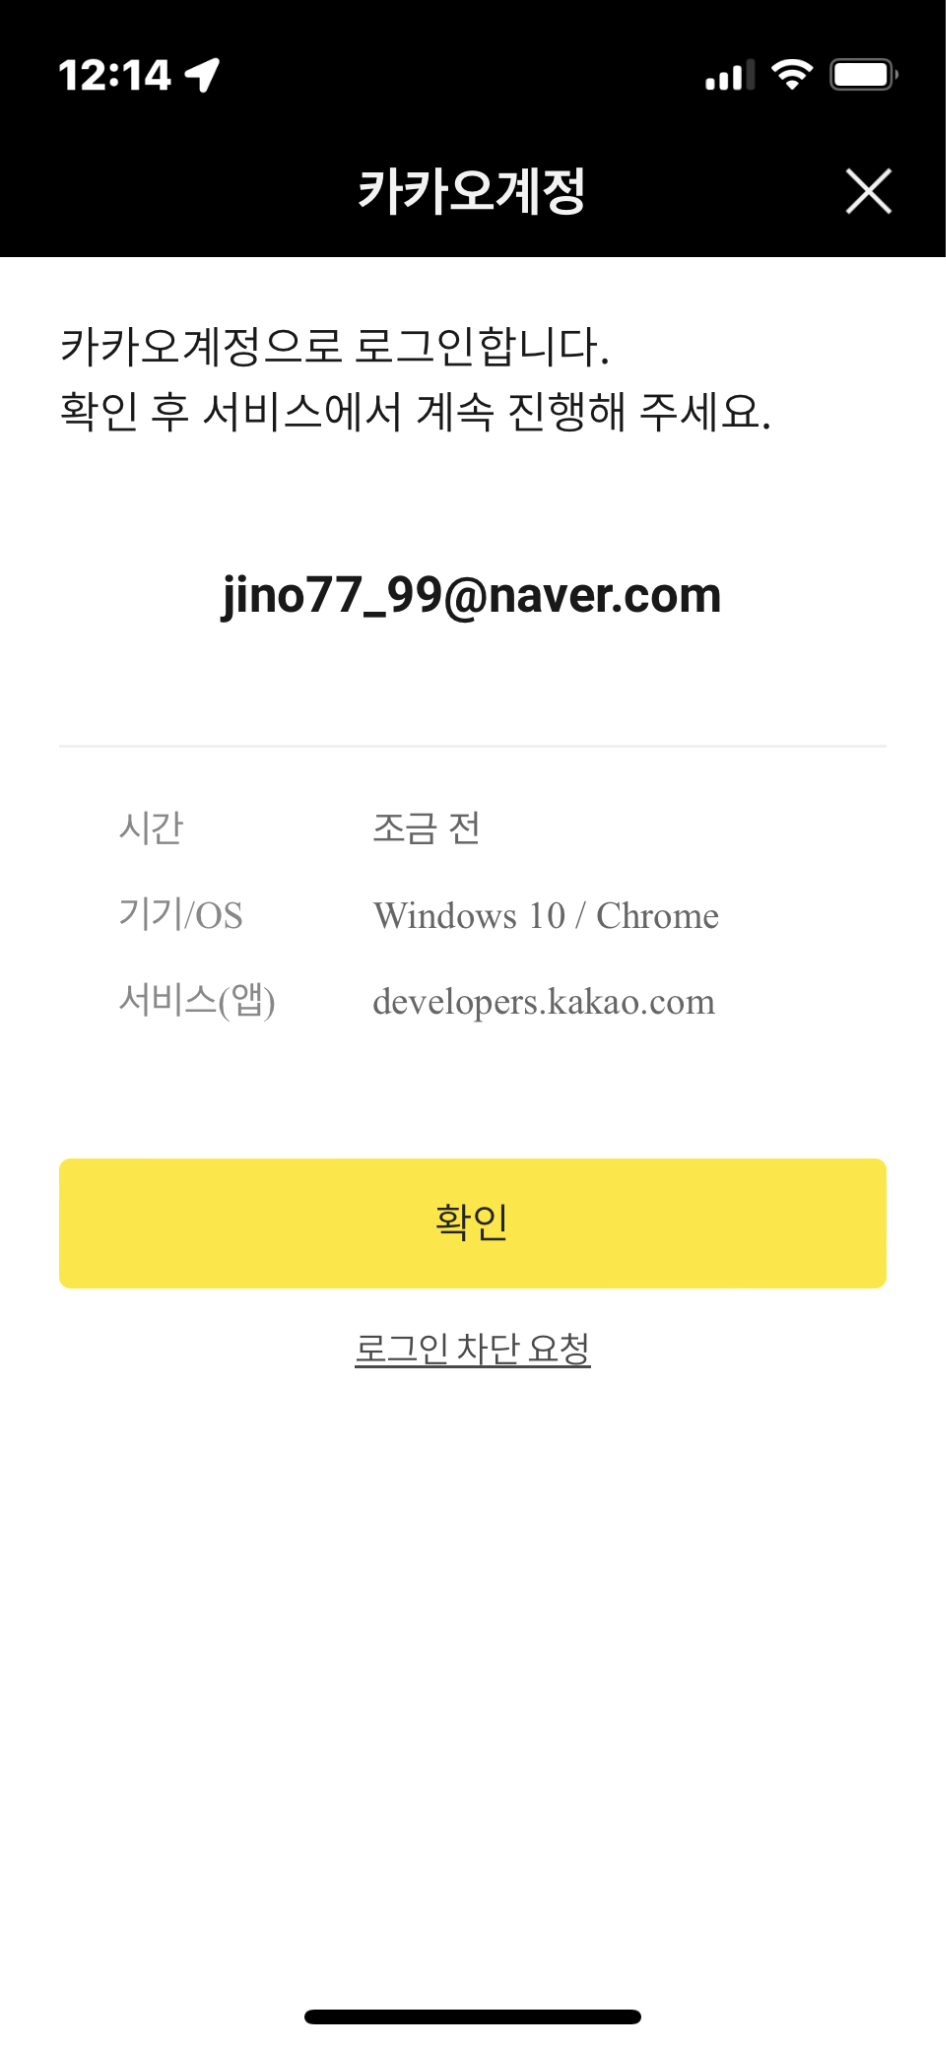 12:14
카카오계정
카카오계정으로 로그인합니다.
확인 후 서비스에서 계속 진행해 주세요.
jino77_99@naver.com
시간 조금 전
기기/OS Windows 10 / Chrome
서비스(앱) developers.kakao.com
확인
로그인 차단 요청